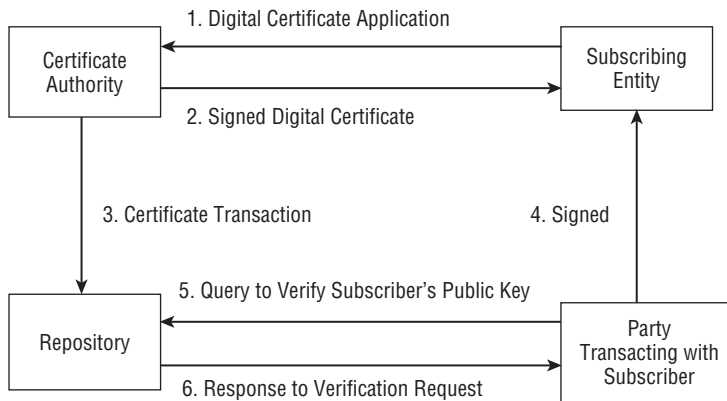 1. Digital Certificate Application
Certificate
Authority
Subscribing
Entity
2. Signed Digital Certificate
3. Certificate Transaction
4. Signed
5. Query to Verify Subscriber’s Public Key
Repository
Party
Transacting with
Subscriber
6. Response to Verification Request